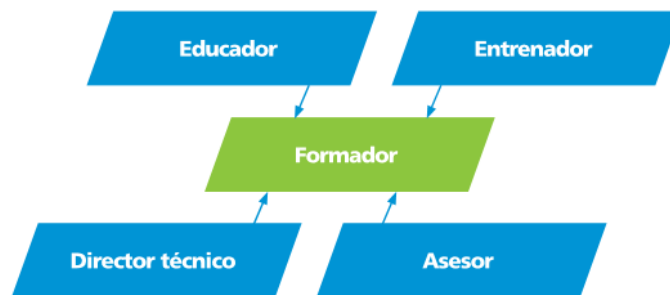 Educador
Entrenador
Formador
Director técnico
Asesor